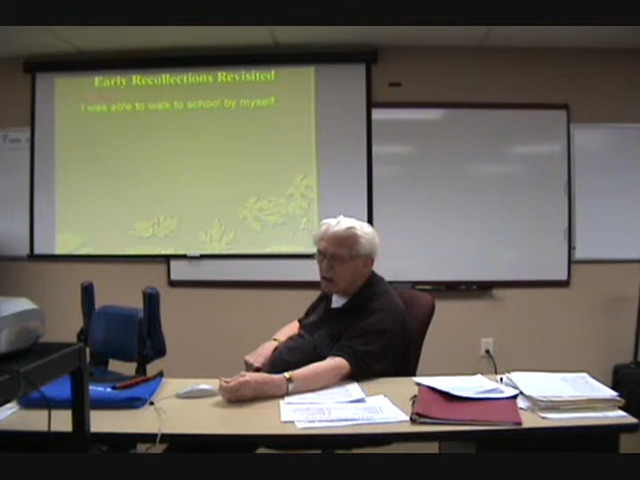 Early Recollections Revisited
I was able to walk to school by myself.